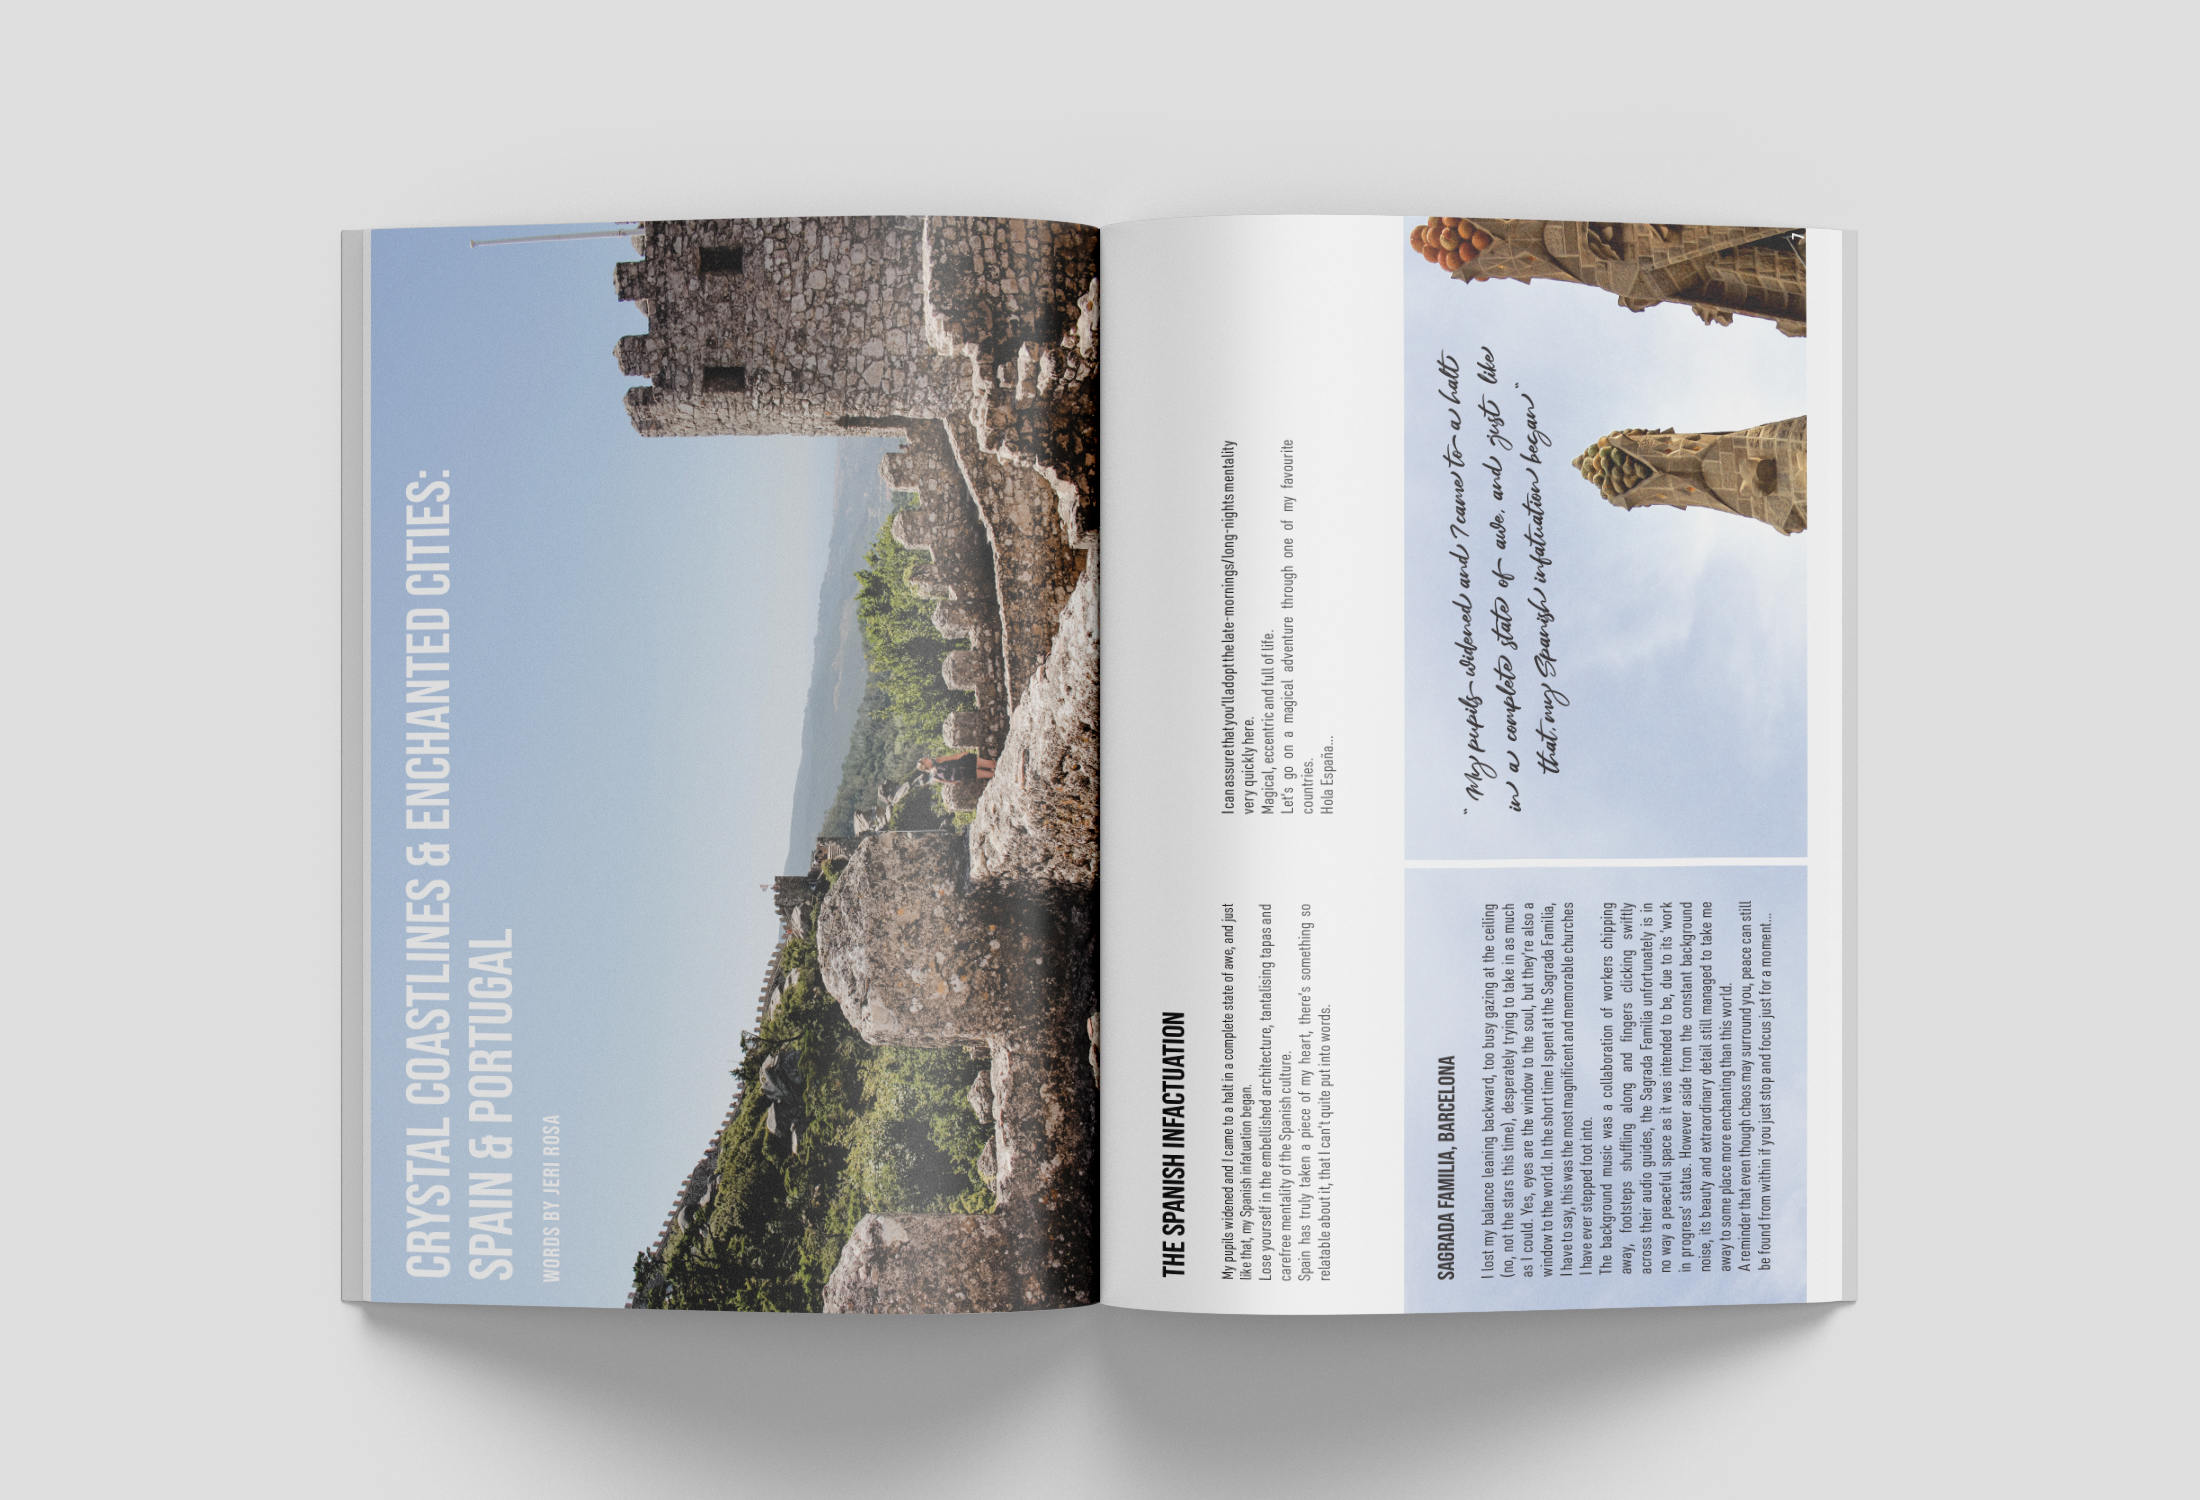 CRYSTAL COASTLINES & ENCHANTED CITIES:
SPAIN & PORTUGAL
WORDS BY JERI ROSA
THE SPANISH INFACTUATION
My pupils widened and I came to a halt in a complete state of awe, and just
like that, my Spanish infatuation began.
Lose yourself in the embellished architecture, tantalising tapas and
carefree mentality of the Spanish culture.
Spain has truly taken a piece of my heart, there's something so
relatable about it, that I can't quite put into words.
I can assure that you'll adopt the late-mornings/long-nights mentality
very quickly here.
Magical, eccentric and full of life.
Let's go on a magical adventure through one of my favourite
countries.
Hola España...
SAGRADA FAMILIA, BARCELONA
I lost my balance leaning backward, too busy gazing at the ceiling
(no, not the stars this time), desperately trying to take in as much
as I could. Yes, eyes are the window to the soul, but they're also a
window to the world. In the short time I spent at the Sagrada Familia,
I have to say, this was the most magnificent and memorable churches
I have ever stepped foot into.
The background music was a collaboration of workers chipping
away, footsteps shuffling along and fingers clicking swiftly
across their audio guides, the Sagrada Familia unfortunately is in
no way a peaceful space as it was intended to be, due to its 'work
in progress' status. However aside from the constant background
noise, its beauty and extraordinary detail still managed to take me
away to some place more enchanting than this world.
A reminder that even though chaos may surround you, peace can still
be found from within if you just stop and focus just for a moment....
"My pupils widened and I came to a halt
in a complete state of awe, and just like
that, my Spanish infatuation began"
7